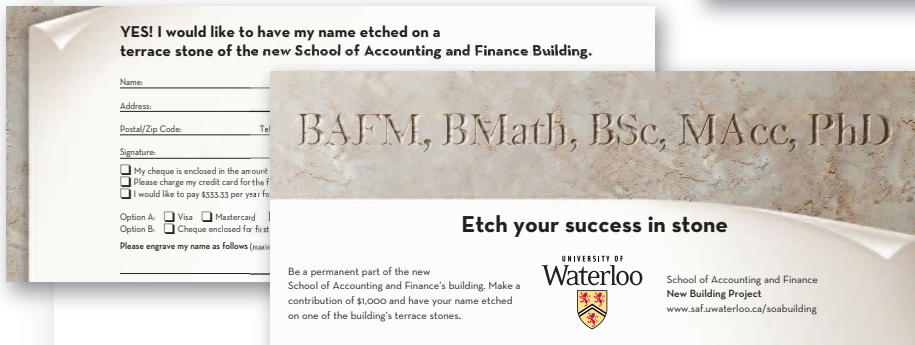 YES! I would like to have my name etched on a
terrace stone of the new School of Accounting and Finance Building.
Name:
Address:
Postal/Zip Code: Tel
Signature:
My cheque is enclosed in the amount
Please charge my credit card for the f
I would like to pay $333.33 per year fo
Option A: Visa Mastercard
Option B: Cheque enclosed for first
Please engrave my name as follows (maxim
BAFM, BMath, BSc, MAcc, PhD
Etch your success in stone
Be a permanent part of the new
School of Accounting and Finance's building. Make a
contribution of $1,000 and have your name etched
on one of the building's terrace stones.
UNIVERSITY OF
Waterloo
School of Accounting and Finance
New Building Project
www.saf.uwaterloo.ca/soabuilding